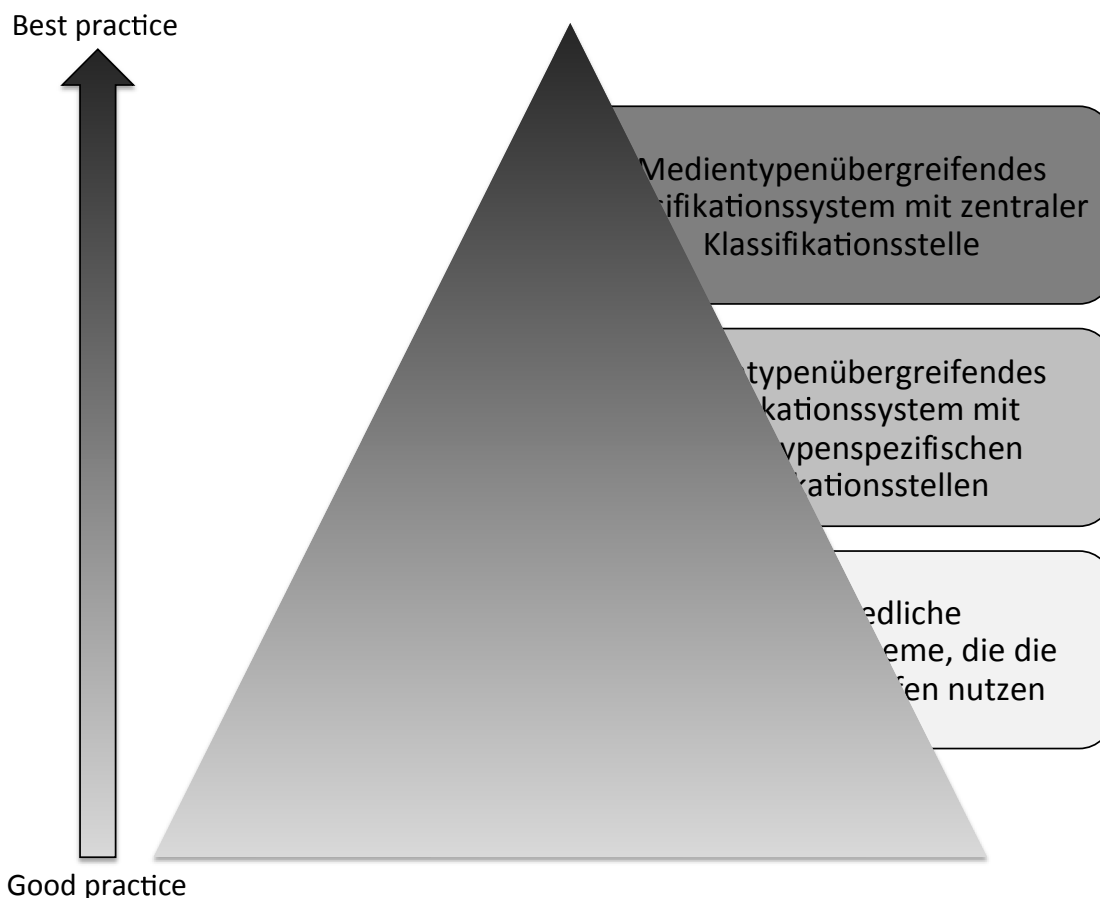 Best practice
Medientypenübergreifendes
sifikationssystem mit zentraler
Klassifikationsstelle
typenübergreifendes
kationssystem mit
ypenspezifischen
kationsstellen
edliche
eme, die die
fen nutzen
Good practice